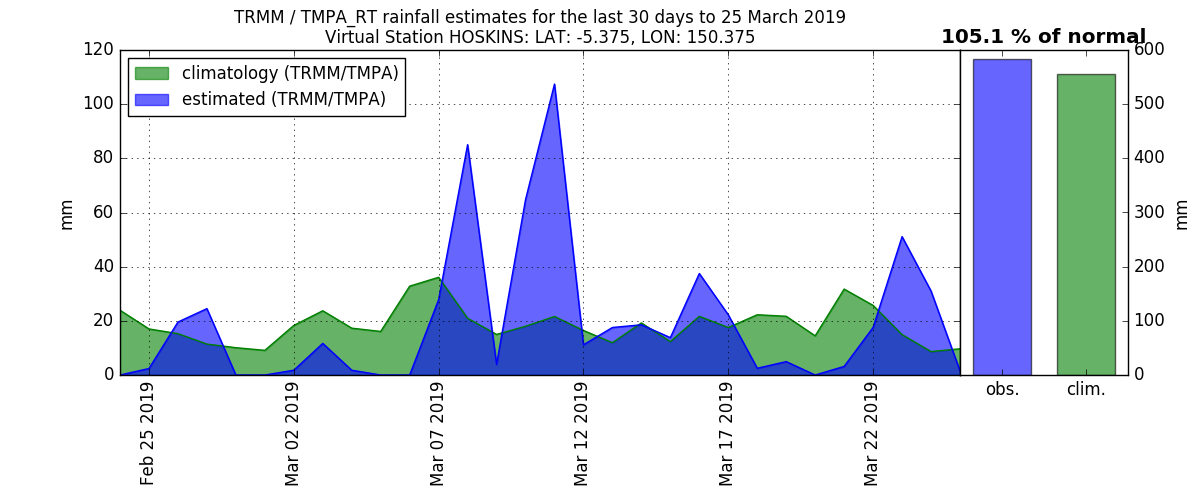 TRMM / TMPA_RT rainfall estimates for the last 30 days to 25 March 2019
Virtual Station HOSKINS: LAT: -5.375, LON: 150.375
105.1 % of normal
climatology (TRMM/TMPA)
estimated (TRMM/TMPA)
120
100
80
60
40
20
0
mm
Feb 25 2019
Mar 02 2019
Mar 07 2019
Mar 12 2019
Mar 17 2019
Mar 22 2019
600
500
400
300
200
100
0
mm
obs.
clim.